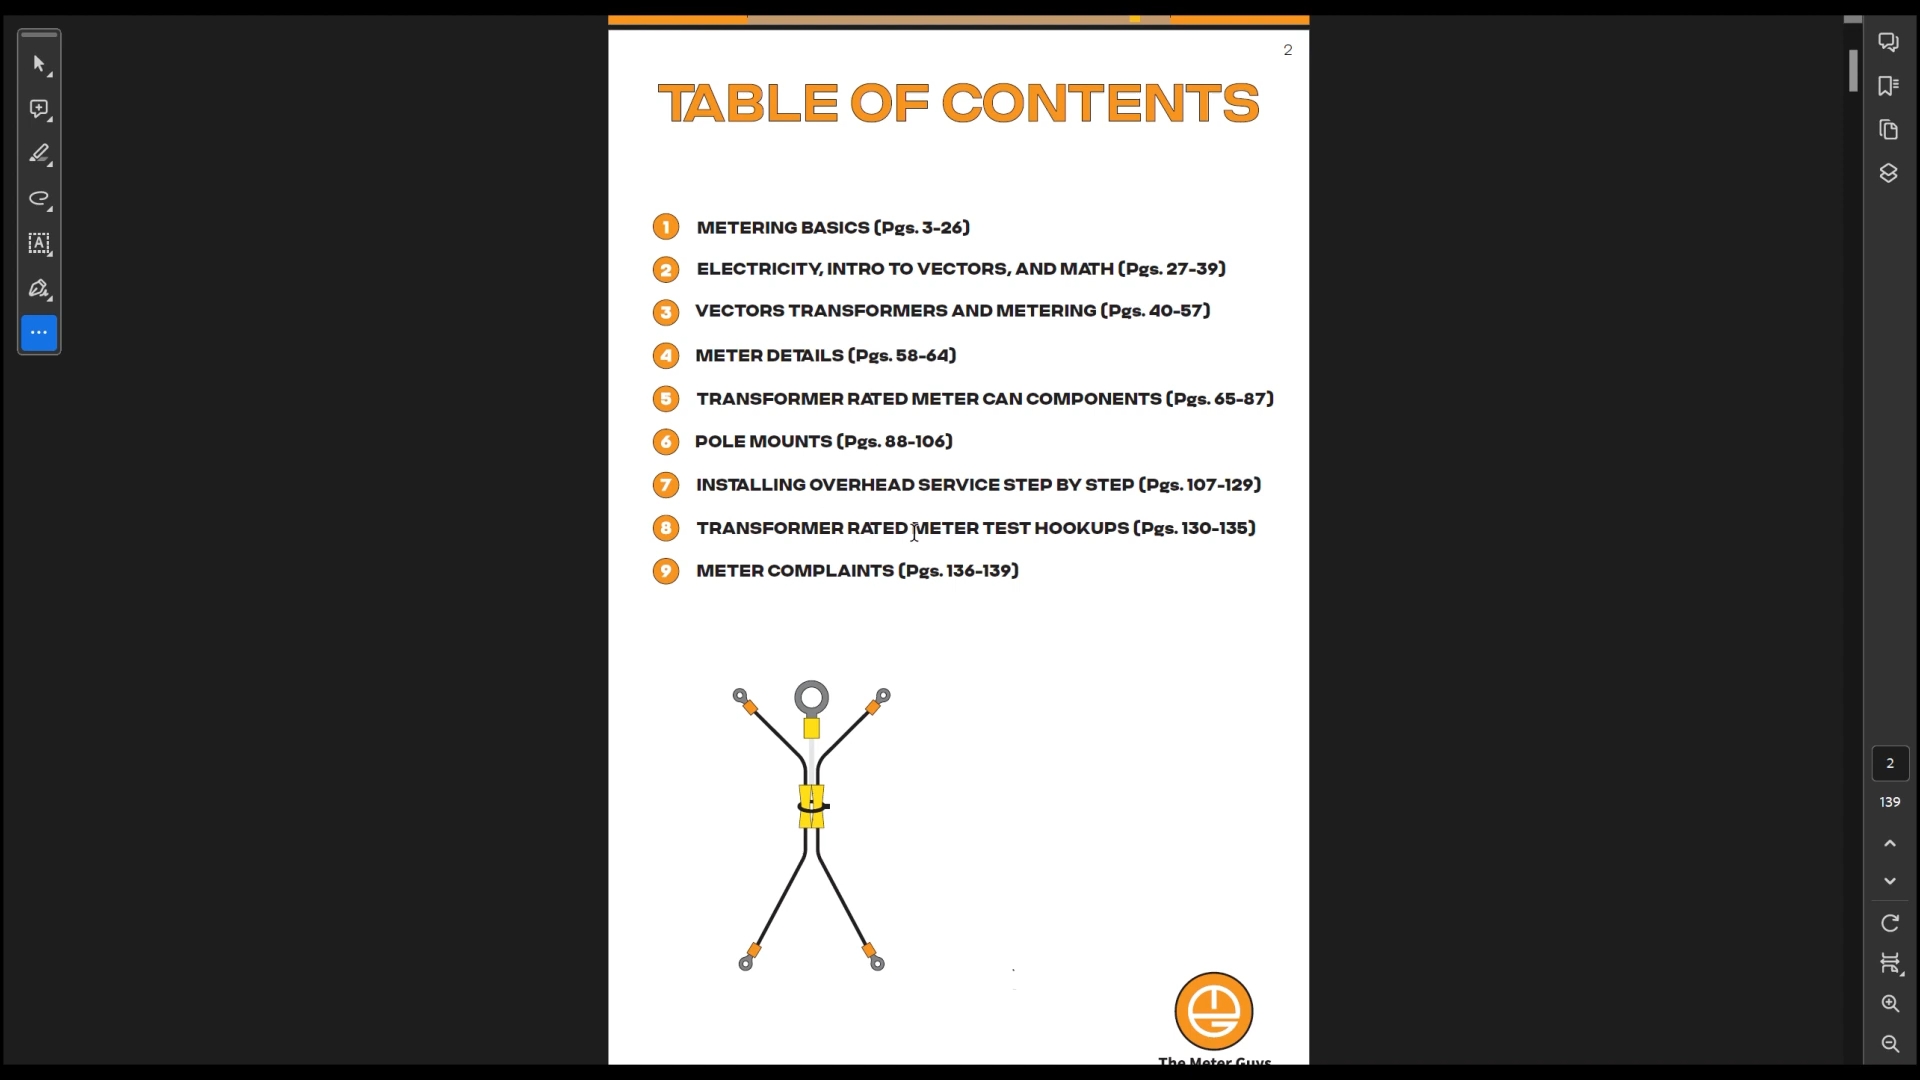 2
TABLE OF CONTENTS
1 METERING BASICS (Pgs. 3-26)
2 ELECTRICITY, INTRO TO VECTORS, AND MATH (Pgs. 27-39)
3 VECTORS TRANSFORMERS AND METERING (Pgs. 40-57)
4 METER DETAILS (Pgs. 58-64)
5 TRANSFORMER RATED METER CAN COMPONENTS (Pgs. 65-87)
6 POLE MOUNTS (Pgs. 88-106)
7 INSTALLING OVERHEAD SERVICE STEP BY STEP (Pgs. 107-129)
8 TRANSFORMER RATED METER TEST HOOKUPS (Pgs. 130-135)
9 METER COMPLAINTS (Pgs. 136-139)
The Meter Guys
2
139